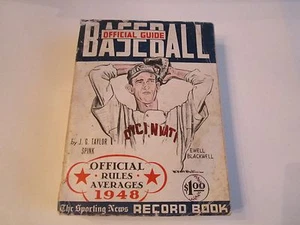 OFFICIAL GUIDE
BASEBALL
CINCINNATI
by J. G. TAYLOR
SPINK
EWELL
BLACKWELL
OFFICIAL
RULES
AVERAGES
1948
$1.00
The Sporting News RECORD BOOK